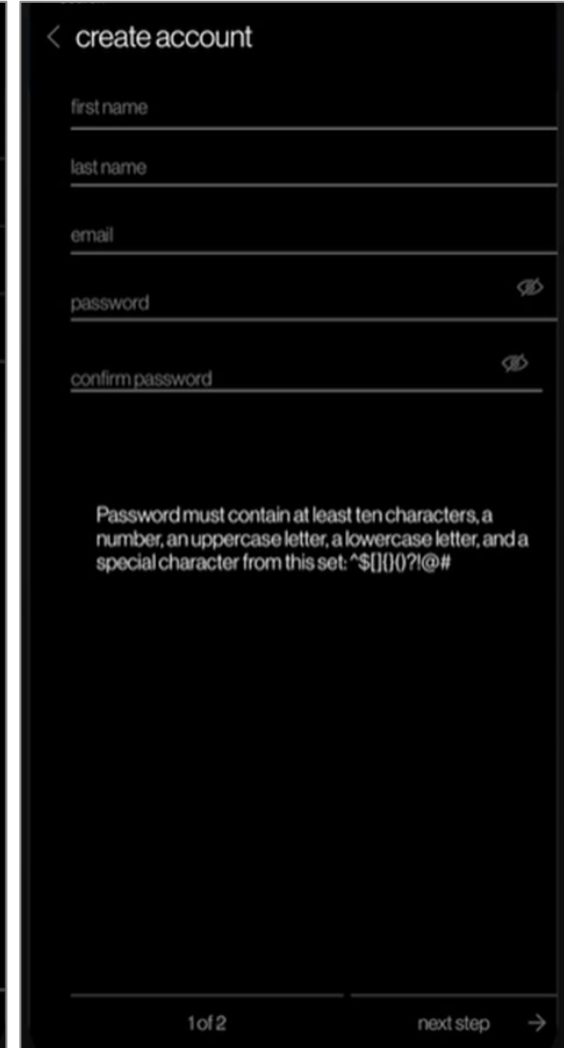 create account
first name
last name
email
password
confirm password
Password must contain at least ten characters, a
number, an uppercase letter, a lowercase letter, and a
special character from this set: ^$[]{}()?!@#
1 of 2
next step